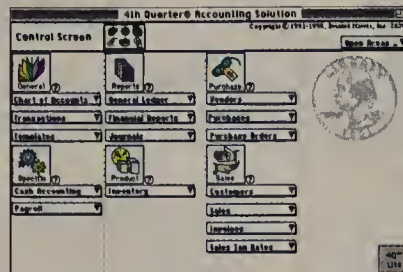 4th Quarter® Accounting Solution
Control Screen
Open Areas
General
Reports
Purchase
Chart of Accounts
General Ledger
Vendors
Transactions
Financial Reports
Purchases
Templates
Journals
Purchase Orders
Specific
Product
Sales
Cash Accounting
Inventory
Customers
Payroll
Sales
Invoices
Sales Tax Rates